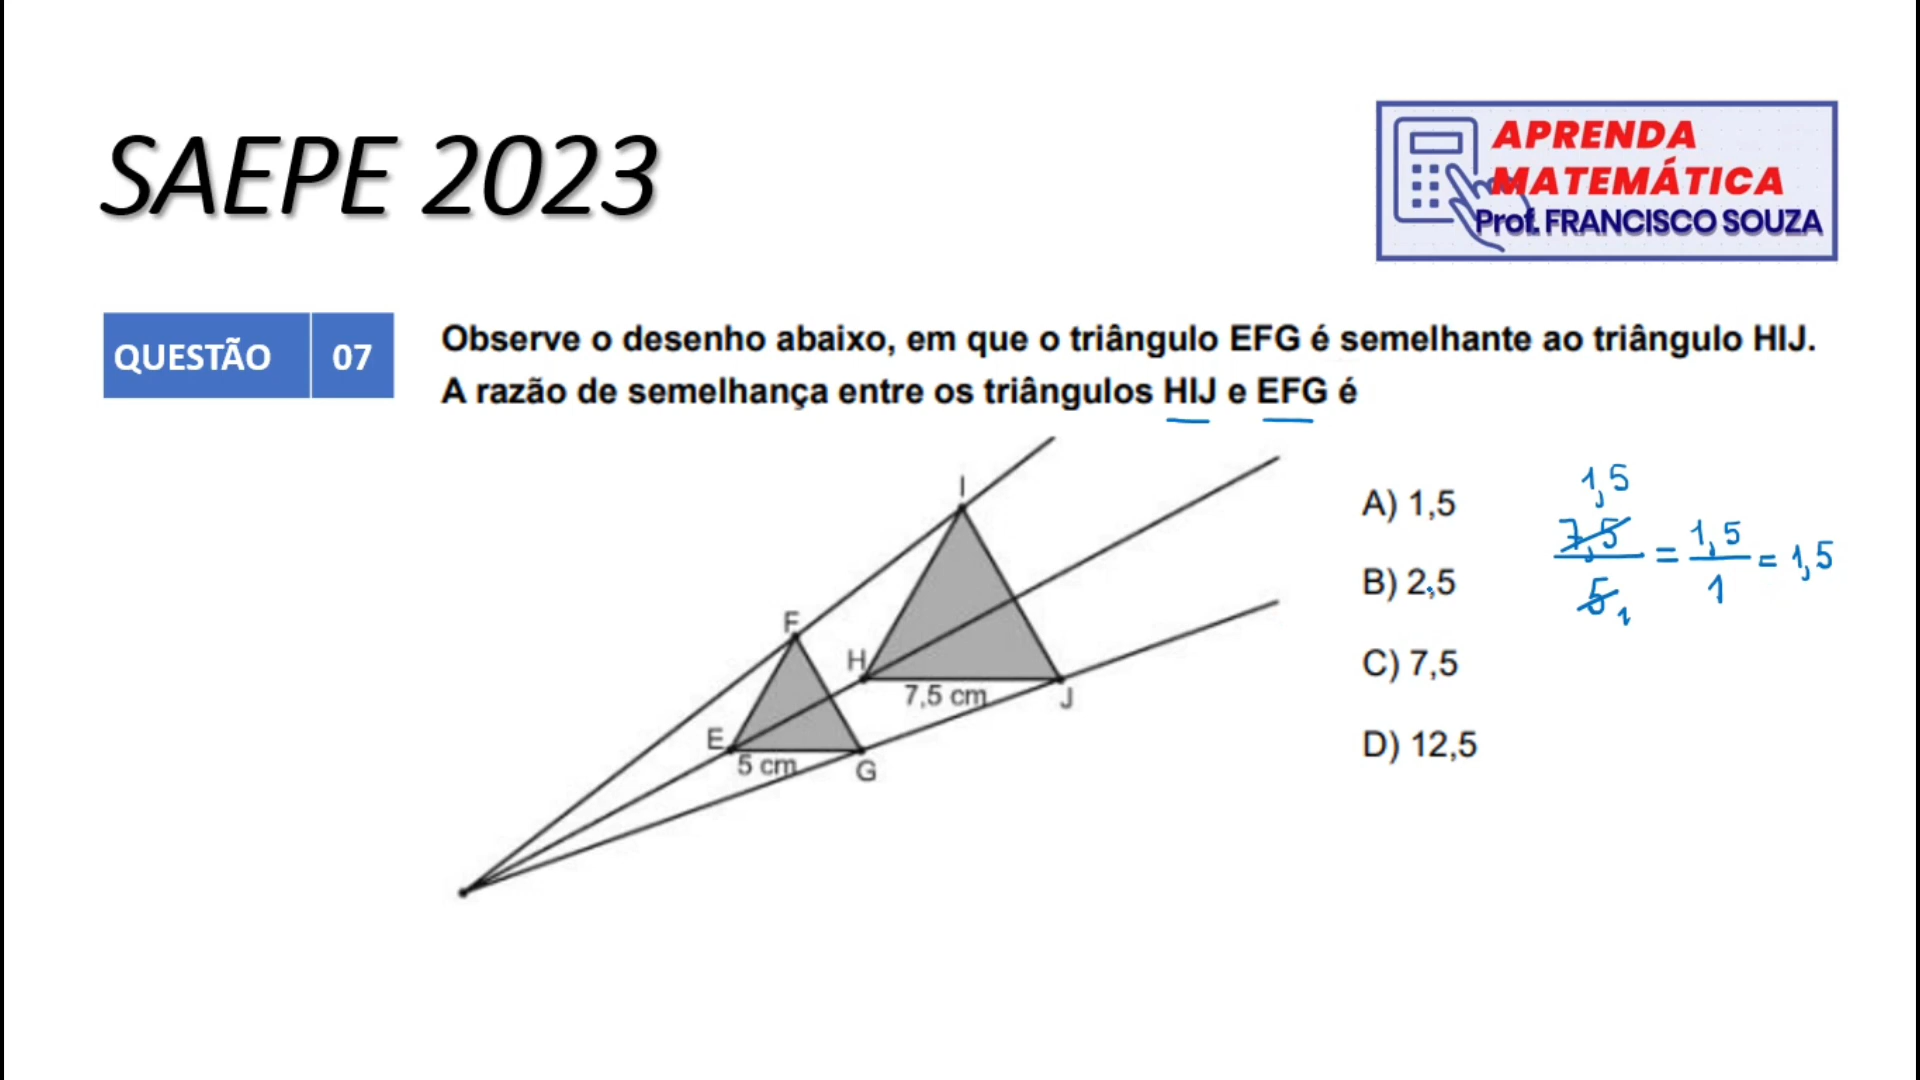 SAEPE 2023
APRENDA
MATEMÁTICA
Prof. FRANCISCO SOUZA
QUESTÃO 07
Observe o desenho abaixo, em que o triângulo EFG é semelhante ao triângulo HIJ.
A razão de semelhança entre os triângulos HIJ e EFG é
I
F
H
7,5 cm
J
E
5 cm
G
A) 1,5
B) 2,5
C) 7,5
D) 12,5
1,5
7,5 = 1,5 = 1,5
5 1 1